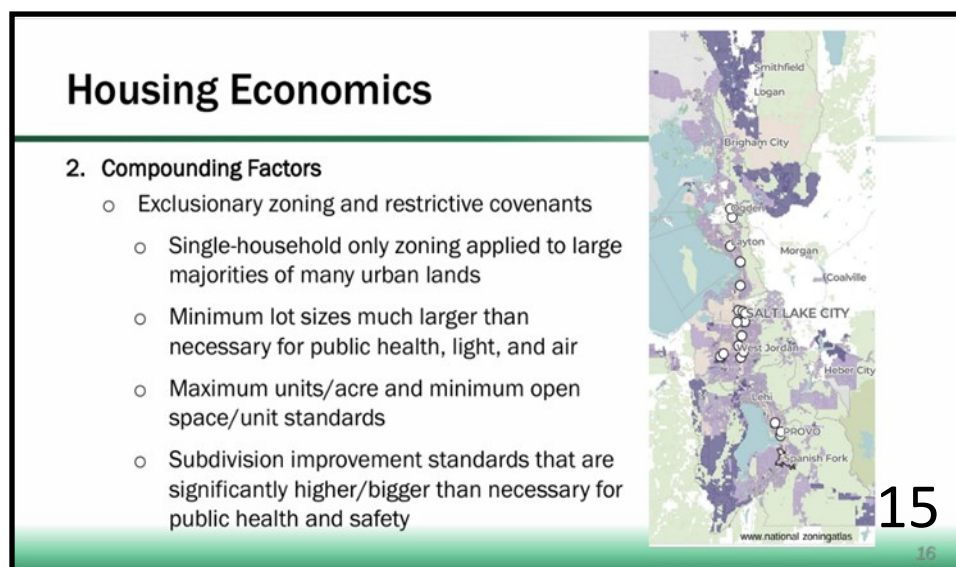 Housing Economics
2. Compounding Factors
o Exclusionary zoning and restrictive covenants
o Single-household only zoning applied to large
majorities of many urban lands
o Minimum lot sizes much larger than
necessary for public health, light, and air
o Maximum units/acre and minimum open
space/unit standards
o Subdivision improvement standards that are
significantly higher/bigger than necessary for
public health and safety
Smithfield
Logan
Brigham City
Ogden
Layton
Morgan
Coalville
SALT LAKE CITY
West Jordan
Heber City
Lehi
PROVO
Spanish Fork
www.national zoningatlas
15
16